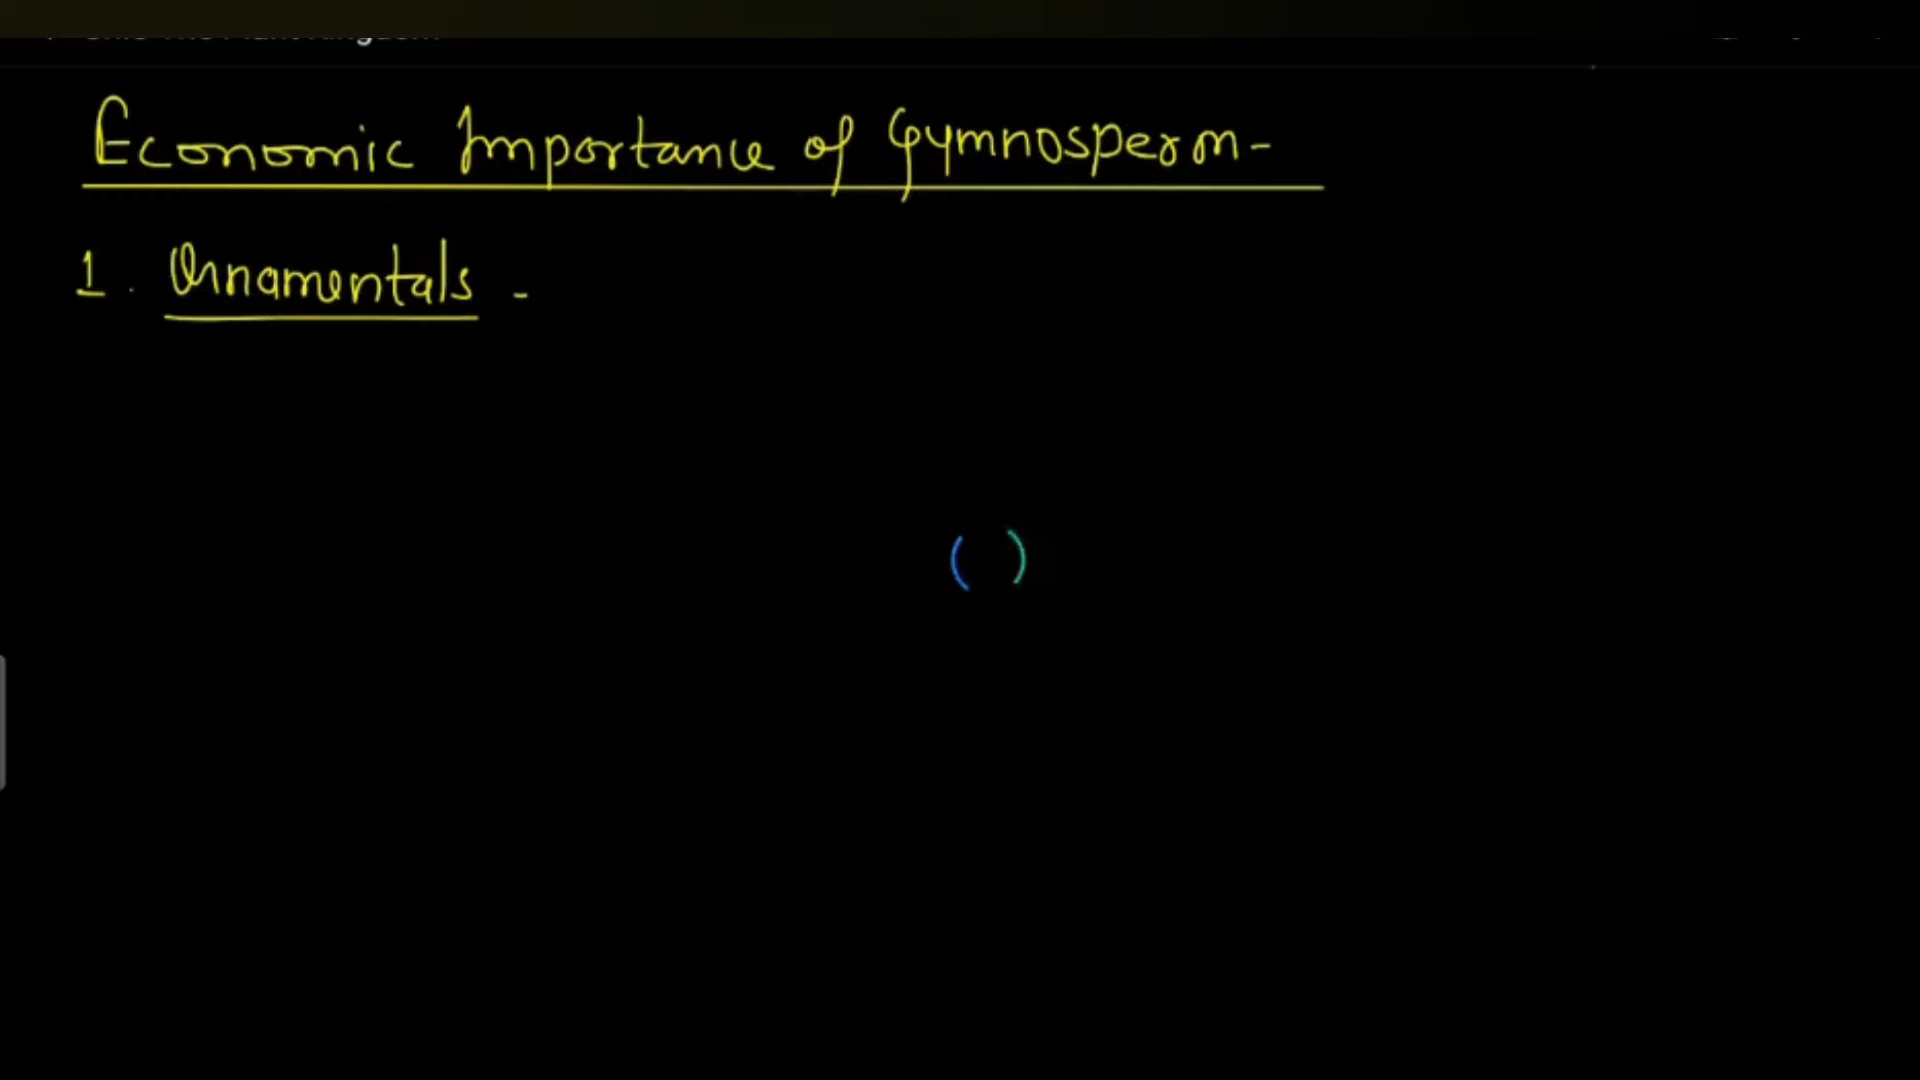 Economic Importance of Gymnosperm-
1. Ornamentals -